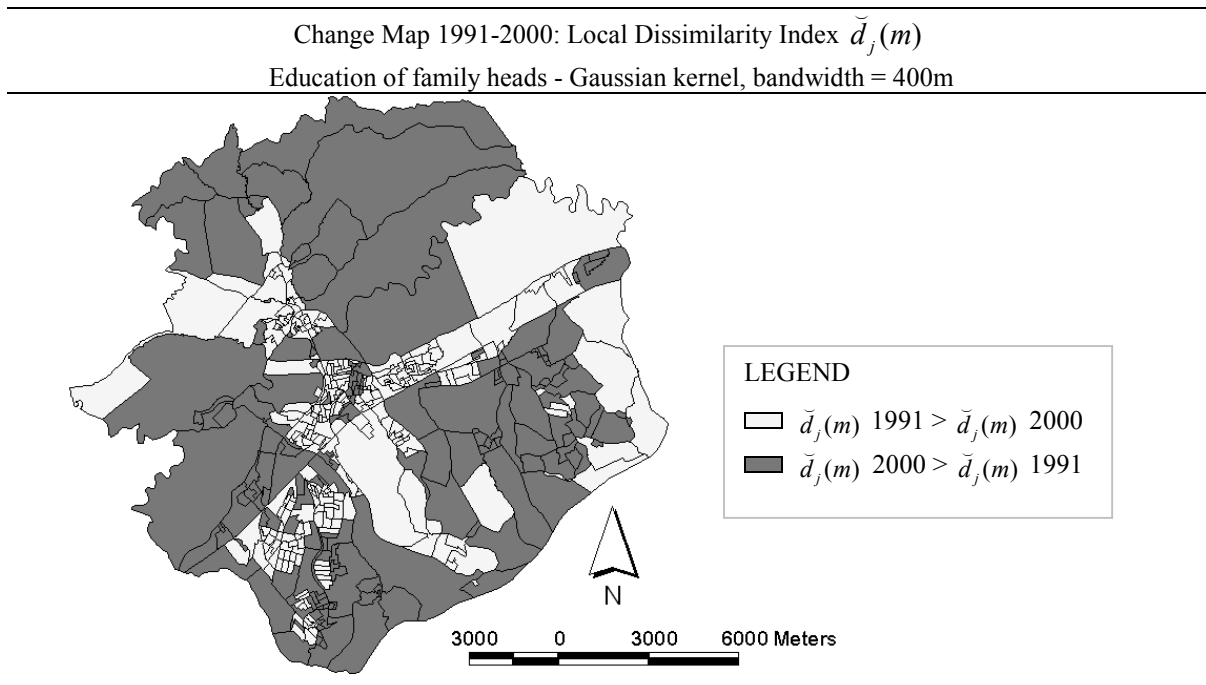 Change Map 1991-2000: Local Dissimilarity Index d̆ⱼ(m)
Education of family heads - Gaussian kernel, bandwidth = 400m
LEGEND
d̆ⱼ(m) 1991 > d̆ⱼ(m) 2000
d̆ⱼ(m) 2000 > d̆ⱼ(m) 1991
N
3000 0 3000 6000 Meters